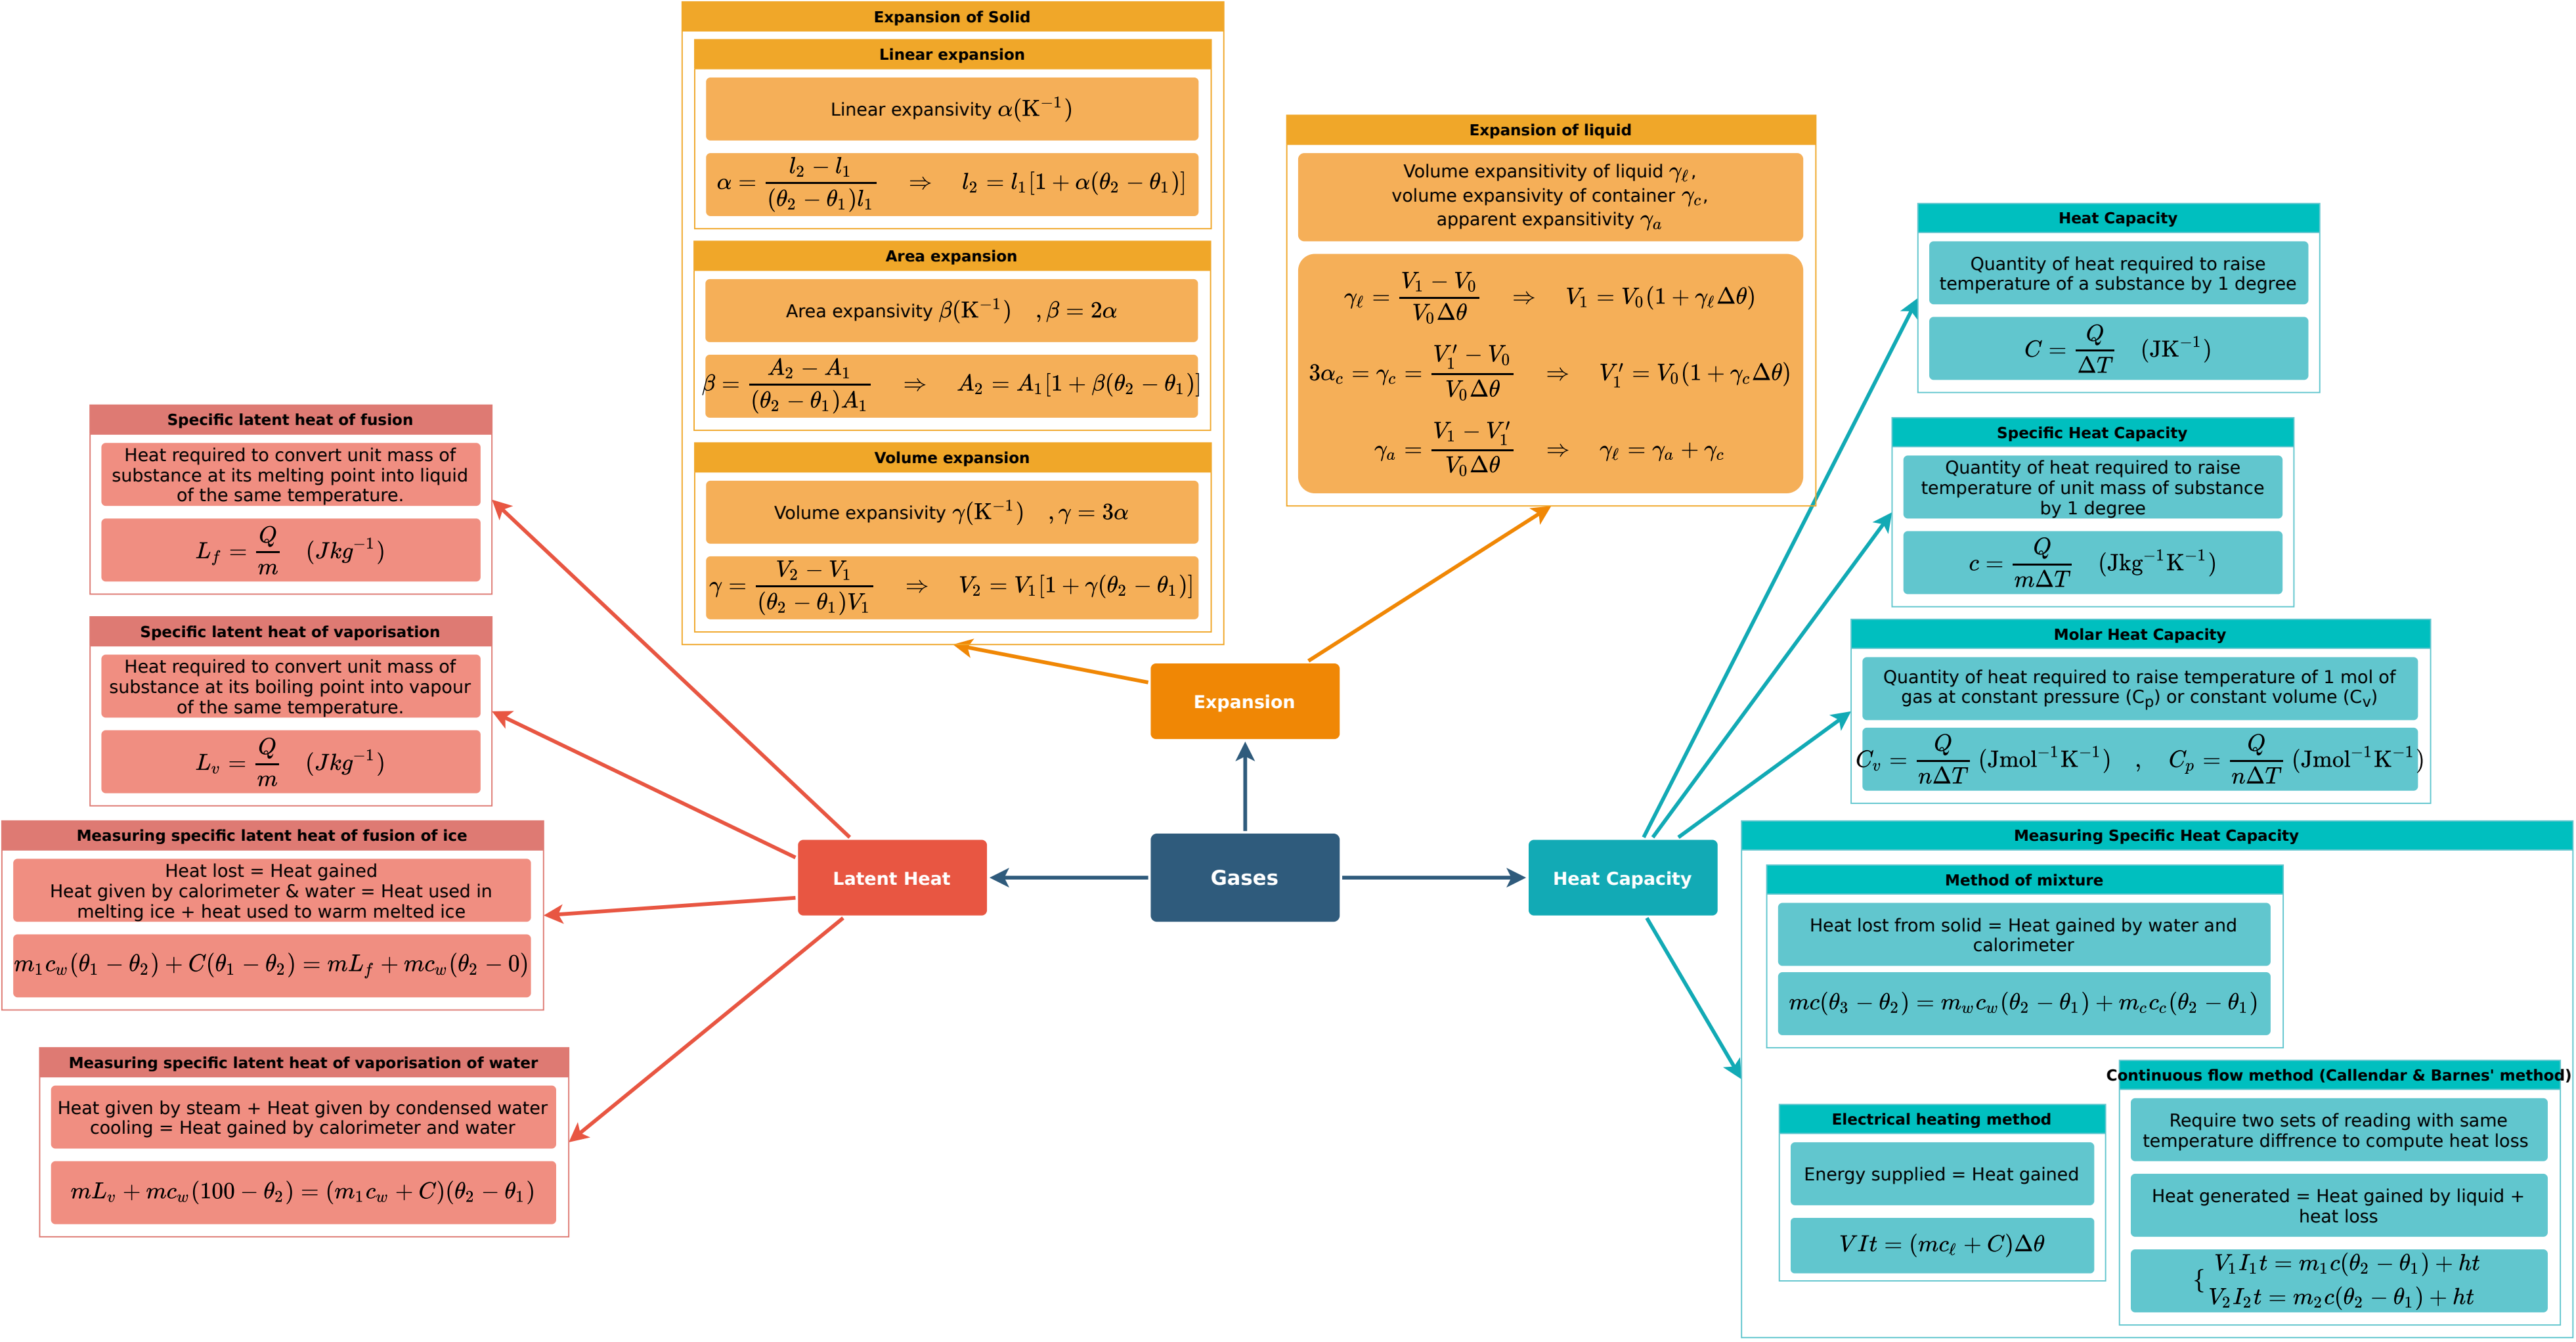 Expansion of Solid
Linear expansion
Linear expansivity α(K⁻¹)
α = (l₂ − l₁)/((θ₂ − θ₁)l₁) ⇒ l₂ = l₁[1 + α(θ₂ − θ₁)]
Area expansion
Area expansivity β(K⁻¹) , β = 2α
β = (A₂ − A₁)/((θ₂ − θ₁)A₁) ⇒ A₂ = A₁[1 + β(θ₂ − θ₁)]
Volume expansion
Volume expansivity γ(K⁻¹) , γ = 3α
γ = (V₂ − V₁)/((θ₂ − θ₁)V₁) ⇒ V₂ = V₁[1 + γ(θ₂ − θ₁)]
Expansion of liquid
Volume expansitivity of liquid γ_ℓ,
volume expansivity of container γ_c,
apparent expansitivity γ_a
γ_ℓ = (V₁ − V₀)/(V₀Δθ) ⇒ V₁ = V₀(1 + γ_ℓΔθ)
3α_c = γ_c = (V₁′ − V₀)/(V₀Δθ) ⇒ V₁′ = V₀(1 + γ_cΔθ)
γ_a = (V₁ − V₁′)/(V₀Δθ) ⇒ γ_ℓ = γ_a + γ_c
Heat Capacity
Quantity of heat required to raise
temperature of a substance by 1 degree
C = Q/ΔT (JK⁻¹)
Specific Heat Capacity
Quantity of heat required to raise
temperature of unit mass of substance
by 1 degree
c = Q/(mΔT) (Jkg⁻¹K⁻¹)
Molar Heat Capacity
Quantity of heat required to raise temperature of 1 mol of
gas at constant pressure (Cp) or constant volume (Cv)
C_v = Q/(nΔT) (Jmol⁻¹K⁻¹) , C_p = Q/(nΔT) (Jmol⁻¹K⁻¹)
Specific latent heat of fusion
Heat required to convert unit mass of
substance at its melting point into liquid
of the same temperature.
L_f = Q/m (Jkg⁻¹)
Specific latent heat of vaporisation
Heat required to convert unit mass of
substance at its boiling point into vapour
of the same temperature.
L_v = Q/m (Jkg⁻¹)
Measuring specific latent heat of fusion of ice
Heat lost = Heat gained
Heat given by calorimeter & water = Heat used in
melting ice + heat used to warm melted ice
m₁c_w(θ₁ − θ₂) + C(θ₁ − θ₂) = mL_f + mc_w(θ₂ − 0)
Measuring specific latent heat of vaporisation of water
Heat given by steam + Heat given by condensed water
cooling = Heat gained by calorimeter and water
mL_v + mc_w(100 − θ₂) = (m₁c_w + C)(θ₂ − θ₁)
Expansion
Latent Heat
Gases
Heat Capacity
Measuring Specific Heat Capacity
Method of mixture
Heat lost from solid = Heat gained by water and
calorimeter
mc(θ₃ − θ₂) = m_wc_w(θ₂ − θ₁) + m_cc_c(θ₂ − θ₁)
Electrical heating method
Energy supplied = Heat gained
VIt = (mc_ℓ + C)Δθ
Continuous flow method (Callendar & Barnes' method)
Require two sets of reading with same
temperature diffrence to compute heat loss
Heat generated = Heat gained by liquid +
heat loss
{ V₁I₁t = m₁c(θ₂ − θ₁) + ht
V₂I₂t = m₂c(θ₂ − θ₁) + ht